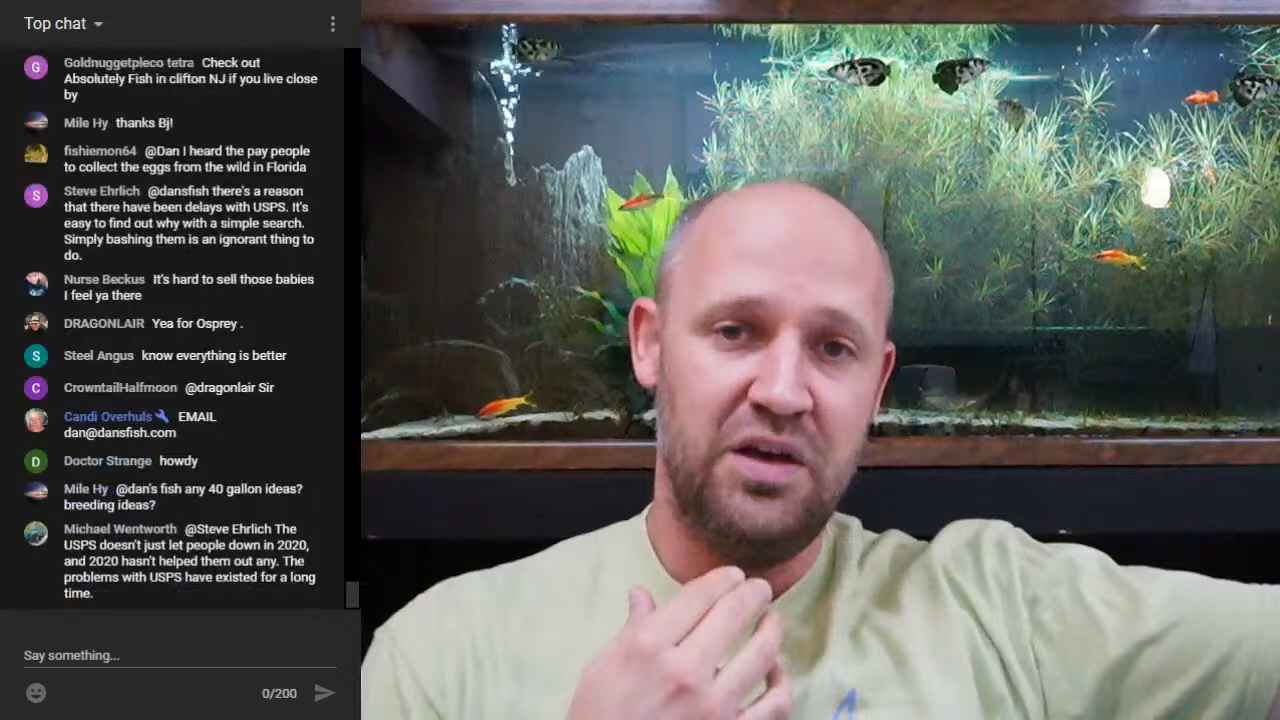 Top chat
G Goldnuggetpleco tetra Check out
Absolutely Fish in clifton NJ if you live close
by
Mile Hy thanks Bj!
fishiemon64 @Dan I heard the pay people
to collect the eggs from the wild in Florida
S Steve Ehrlich @dansfish there's a reason
that there have been delays with USPS. It's
easy to find out why with a simple search.
Simply bashing them is an ignorant thing to
do.
Nurse Beckus It's hard to sell those babies
I feel ya there
DRAGONLAIR Yea for Osprey .
S Steel Angus know everything is better
C CrowntailHalfmoon @dragonlair Sir
Candi Overhuls EMAIL
dan@dansfish.com
D Doctor Strange howdy
Mile Hy @dan's fish any 40 gallon ideas?
breeding ideas?
Michael Wentworth @Steve Ehrlich The
USPS doesn't just let people down in 2020,
and 2020 hasn't helped them out any. The
problems with USPS have existed for a long
time.
Say something...
0/200